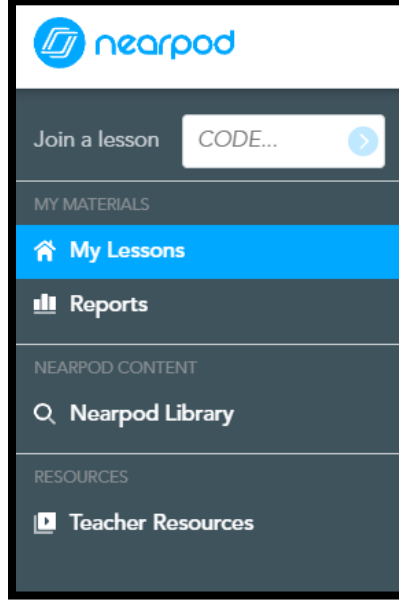 nearpod
Join a lesson CODE...
MY MATERIALS
My Lessons
Reports
NEARPOD CONTENT
Nearpod Library
RESOURCES
Teacher Resources